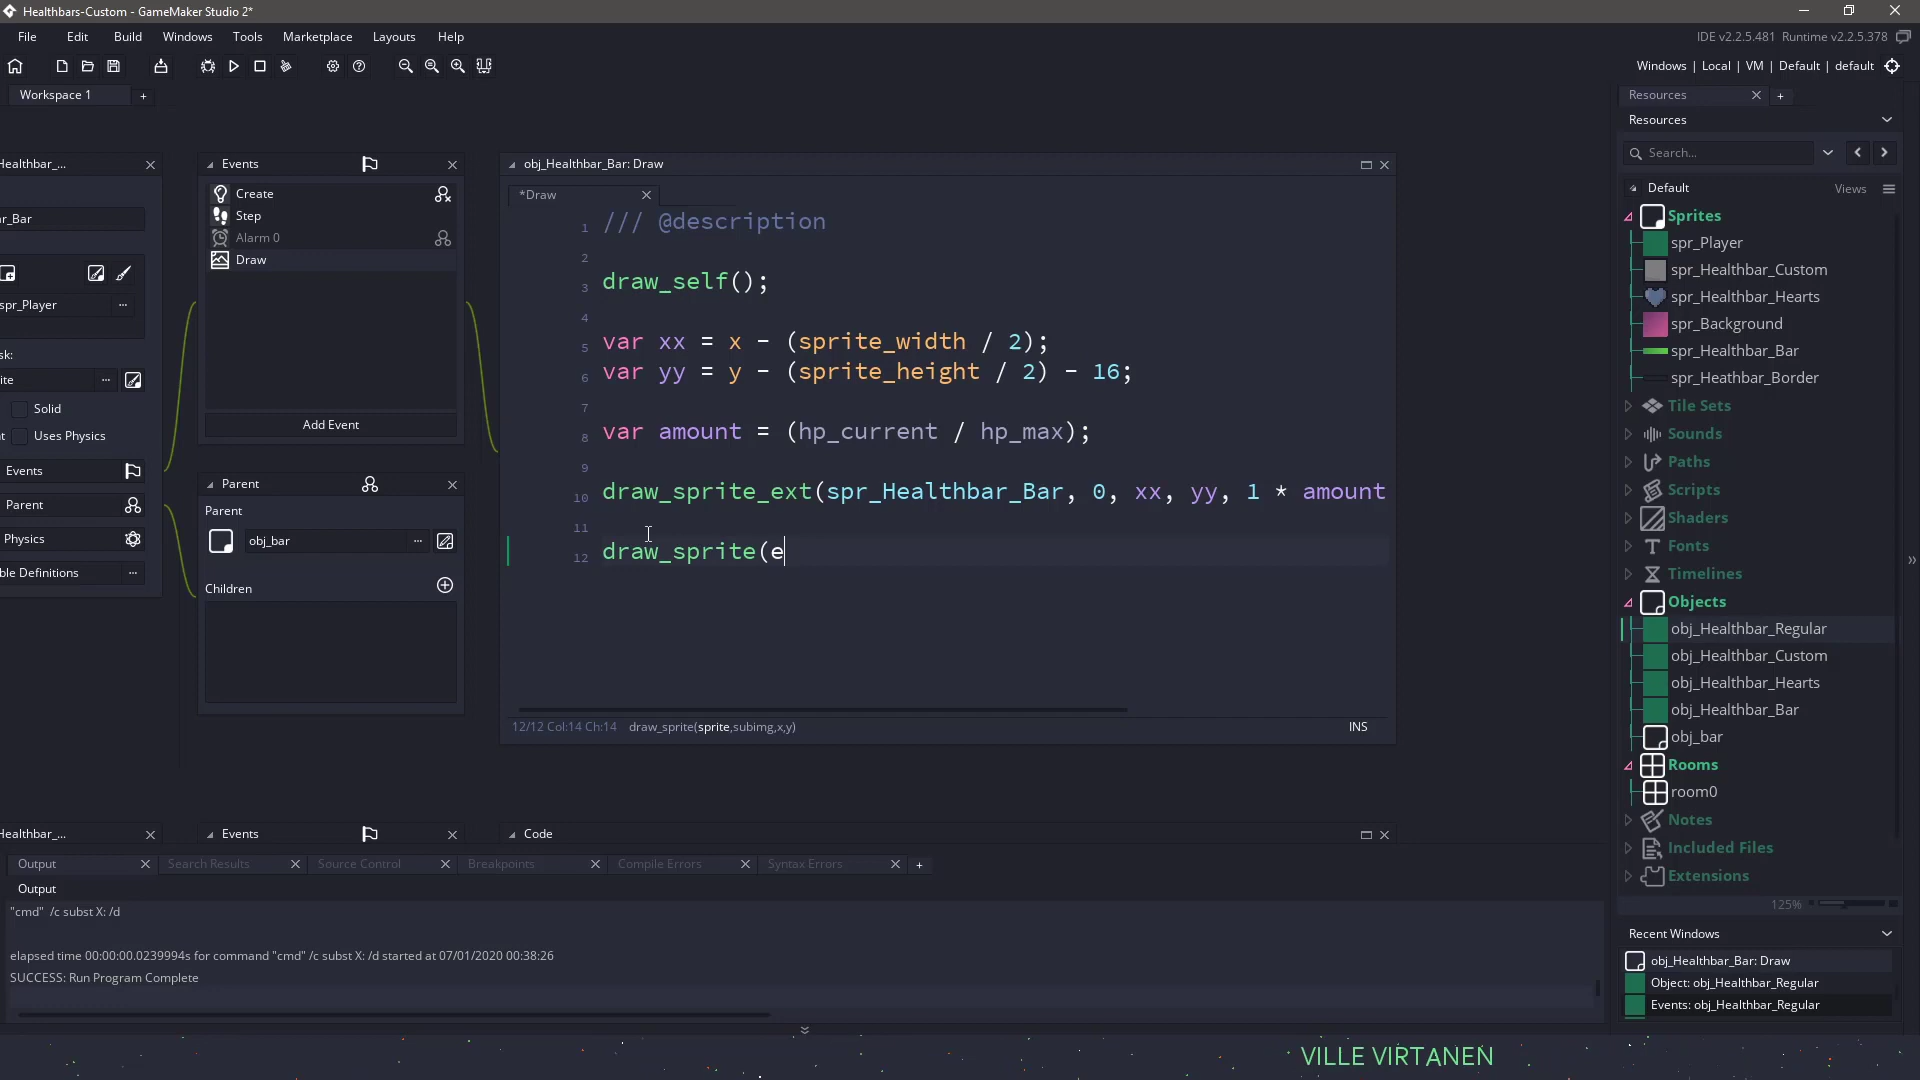 Healthbars-Custom - GameMaker Studio 2*
File Edit Build Windows Tools Marketplace Layouts Help
IDE v2.2.5.481 Runtime v2.2.5.378
Windows | Local | VM | Default | default
Workspace 1 +
Resources +
Resources
Search...
Default Views
Sprites
spr_Player
spr_Healthbar_Custom
spr_Healthbar_Hearts
spr_Background
spr_Healthbar_Bar
spr_Heathbar_Border
Tile Sets
Sounds
Paths
Scripts
Shaders
Fonts
Timelines
Objects
obj_Healthbar_Regular
obj_Healthbar_Custom
obj_Healthbar_Hearts
obj_Healthbar_Bar
obj_bar
Rooms
room0
Notes
Included Files
Extensions
125%
Recent Windows
obj_Healthbar_Bar: Draw
Object: obj_Healthbar_Regular
Events: obj_Healthbar_Regular
Healthbar_...
r_Bar
spr_Player ...
sk:
ite ...
Solid
t Uses Physics
Events
Parent
Physics
ble Definitions ...
Events
Create
Step
Alarm 0
Draw
Add Event
Parent
Parent
obj_bar ...
Children
obj_Healthbar_Bar: Draw
*Draw
1 /// @description
2
3 draw_self();
4
5 var xx = x - (sprite_width / 2);
6 var yy = y - (sprite_height / 2) - 16;
7
8 var amount = (hp_current / hp_max);
9
10 draw_sprite_ext(spr_Healthbar_Bar, 0, xx, yy, 1 * amount
11
12 draw_sprite(e
12/12 Col:14 Ch:14 draw_sprite(sprite,subimg,x,y) INS
Healthbar_...
Events
Code
Output Search Results Source Control Breakpoints Compile Errors Syntax Errors +
Output
"cmd" /c subst X: /d
elapsed time 00:00:00.0239994s for command "cmd" /c subst X: /d started at 07/01/2020 00:38:26
SUCCESS: Run Program Complete
VILLE VIRTANEN